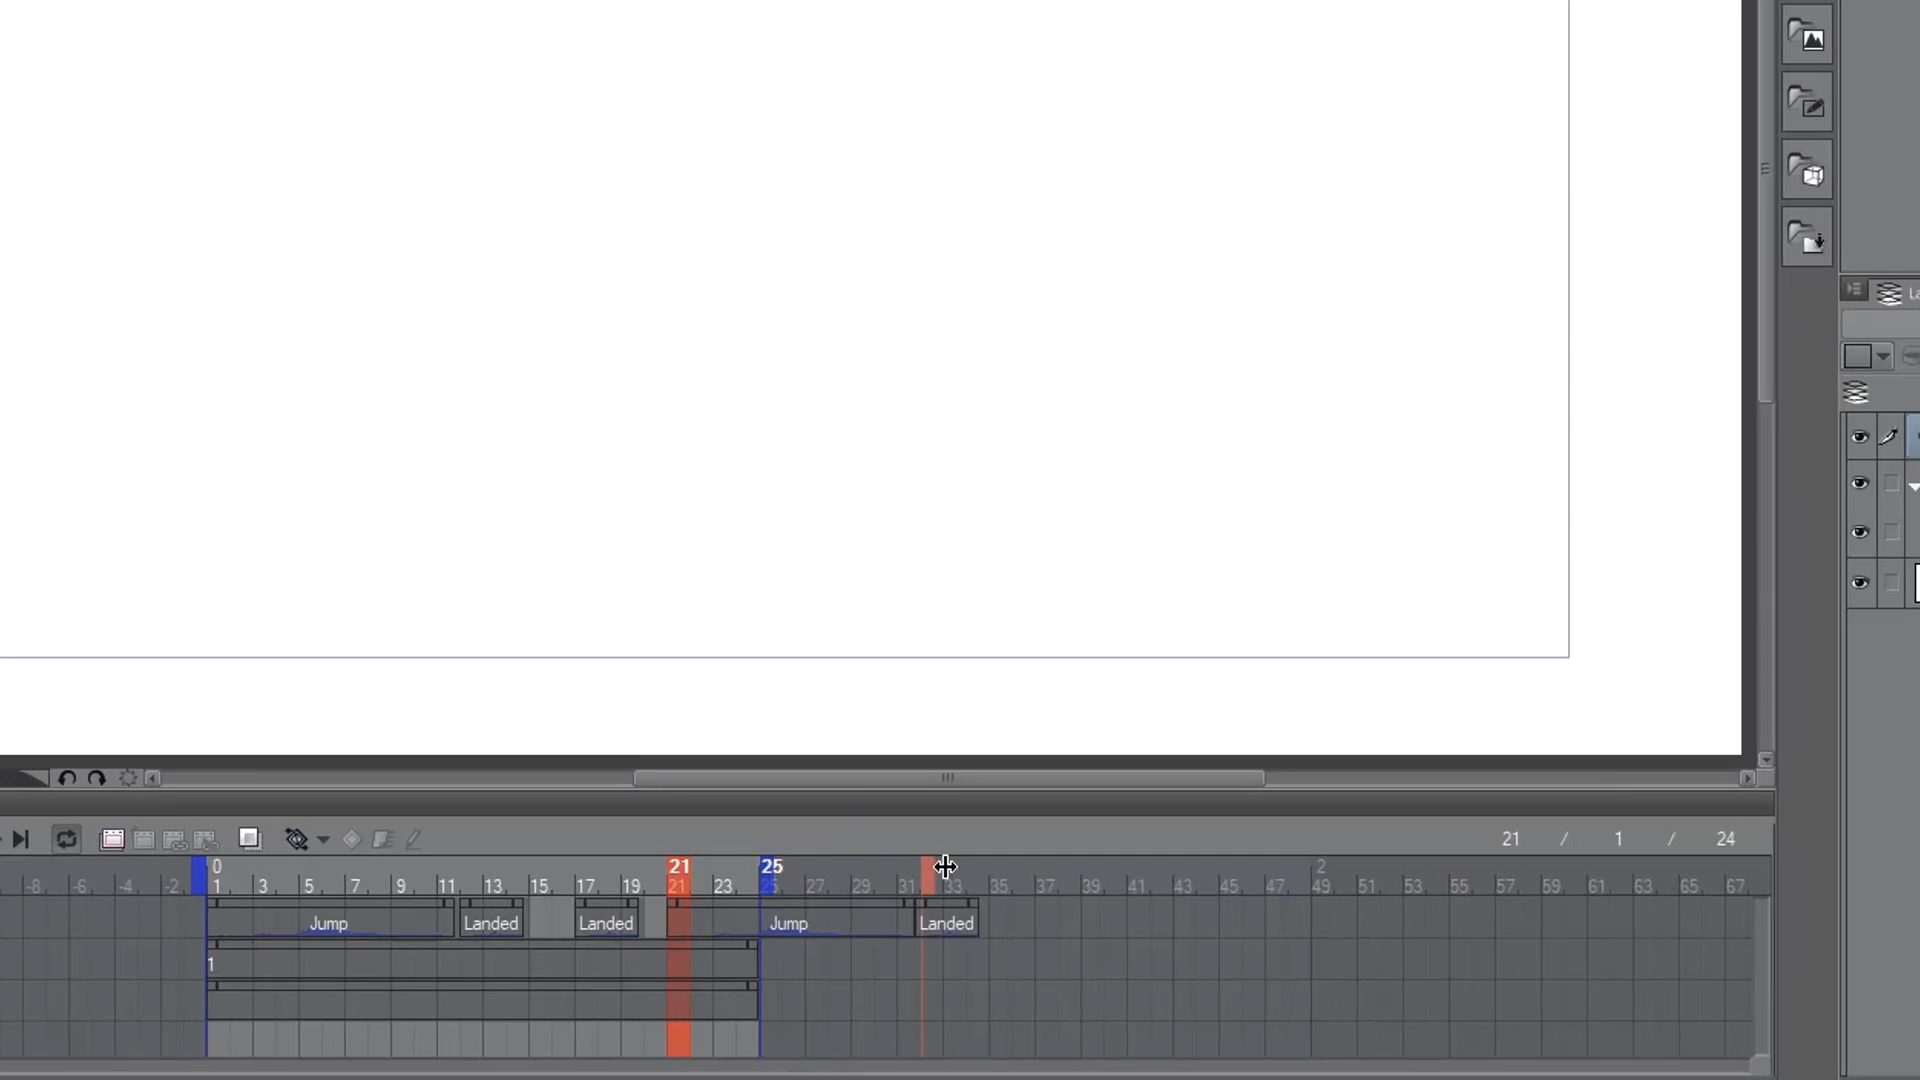 La
21 / 1 / 24
0 21 25 2
-8 -6 -4 -2 1 3 5 7 9 11 13 15 17 19 21 23 25 27 29 31 33 35 37 39 41 43 45 47 49 51 53 55 57 59 61 63 65 67
Jump Landed Landed Jump Landed
1